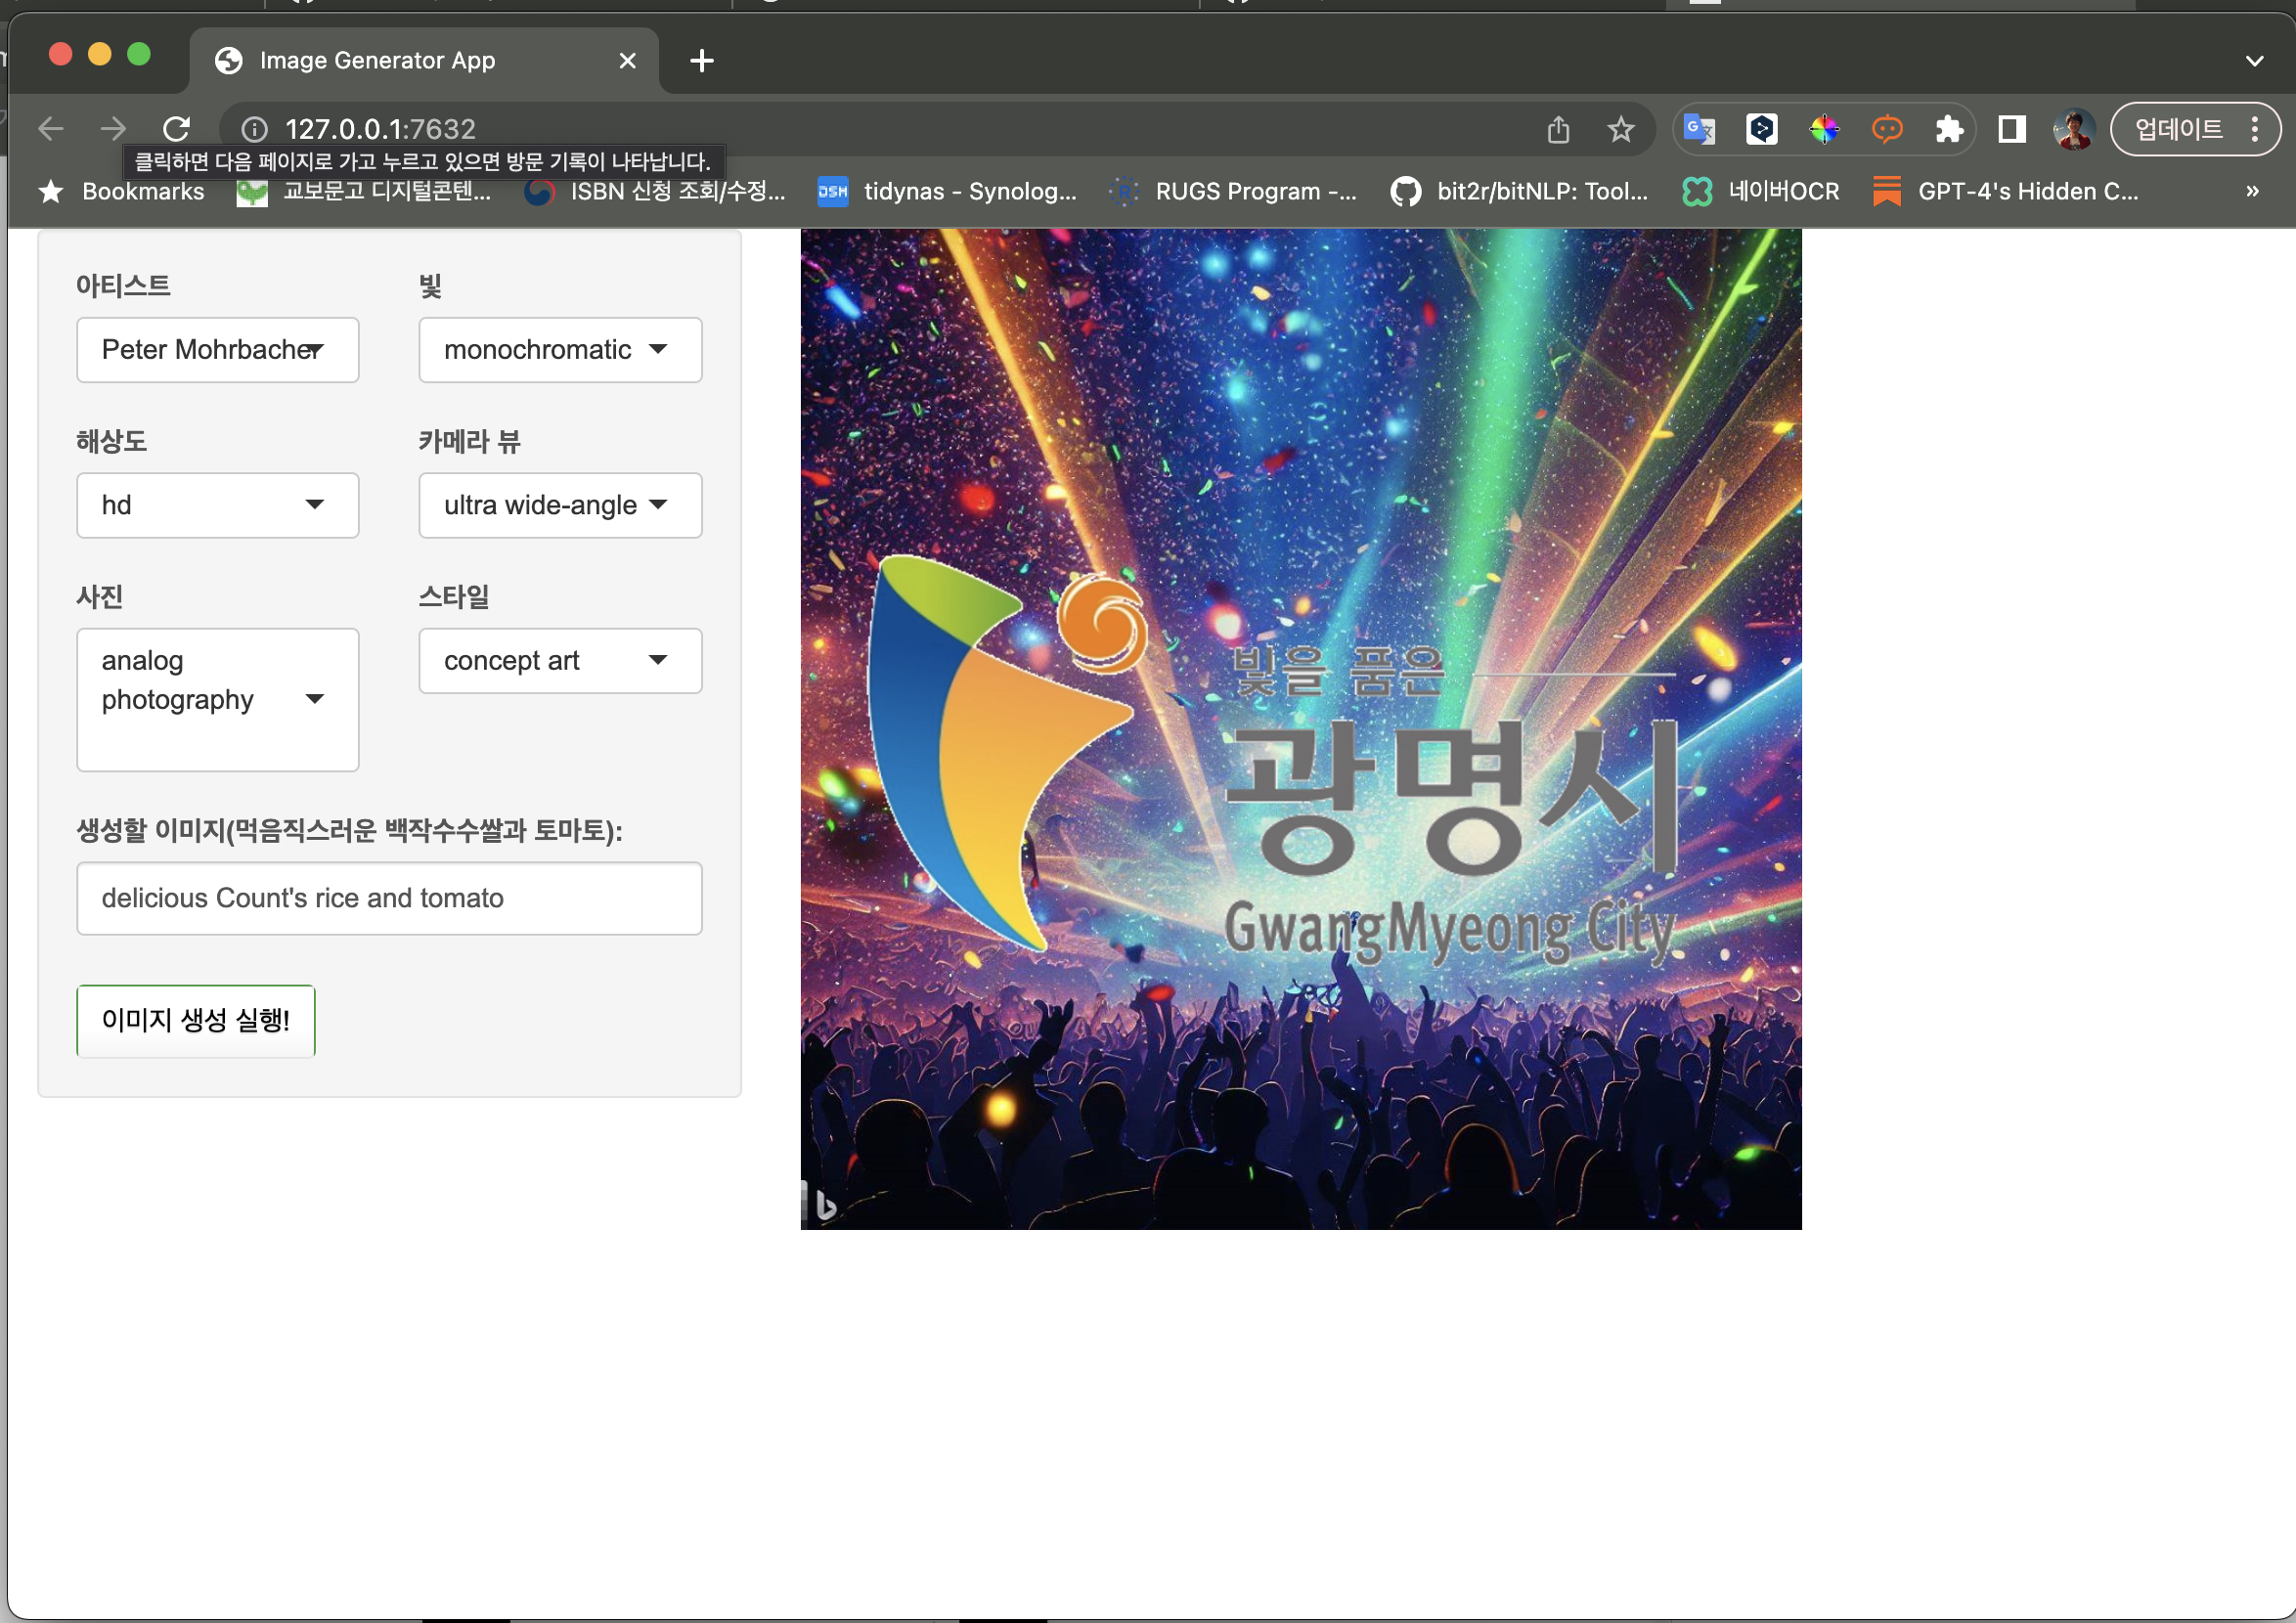 Image Generator App
127.0.0.1:7632
업데이트
클릭하면 다음 페이지로 가고 누르고 있으면 방문 기록이 나타납니다.
Bookmarks
교보문고 디지털콘텐...
ISBN 신청 조회/수정...
DSM
tidynas - Synolog...
R
RUGS Program -...
bit2r/bitNLP: Tool...
네이버OCR
GPT-4's Hidden C...
»
아티스트
빛
Peter Mohrbacher
monochromatic
해상도
카메라 뷰
hd
ultra wide-angle
사진
스타일
analog
photography
concept art
생성할 이미지(먹음직스러운 백작수수쌀과 토마토):
delicious Count's rice and tomato
이미지 생성 실행!
빛을 품은
광명시
GwangMyeong City